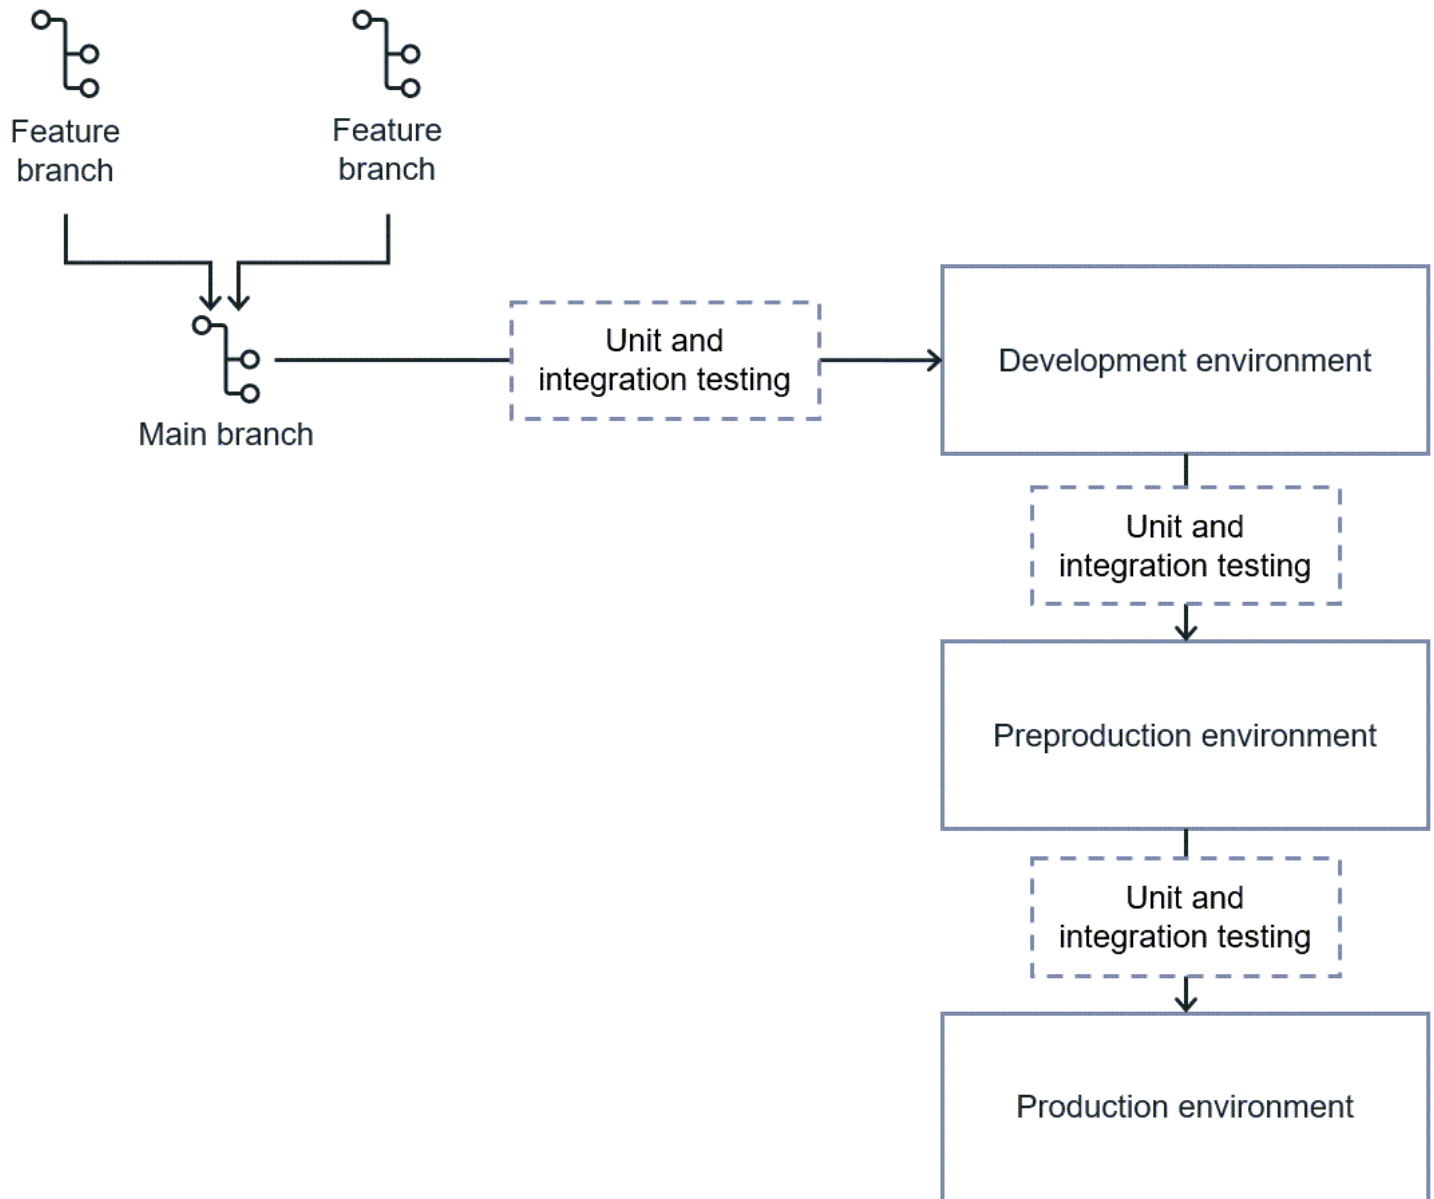 Feature
branch
Feature
branch
Main branch
Unit and
integration testing
Development environment
Unit and
integration testing
Preproduction environment
Unit and
integration testing
Production environment